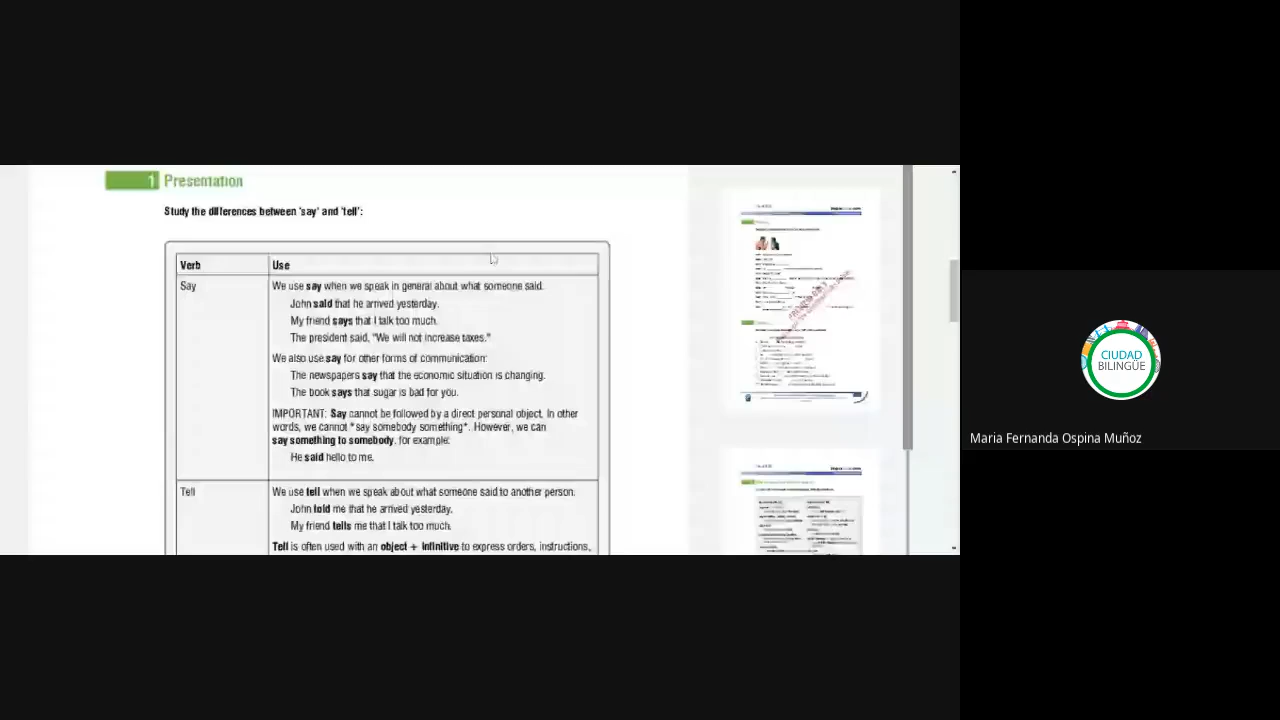 1 Presentation
Study the differences between 'say' and 'tell':
Verb Use
Say We use say when we speak in general about what someone said.
John said that he arrived yesterday.
My friend says that I talk too much.
The president said, "We will not increase taxes."
We also use say for other forms of communication:
The newspapers say that the economic situation is changing.
The book says that sugar is bad for you.
IMPORTANT: Say cannot be followed by a direct personal object. In other
words, we cannot *say somebody something*. However, we can
say something to somebody, for example:
He said hello to me.
Tell We use tell when we speak about what someone said to another person.
John told me that he arrived yesterday.
My friend tells me that I talk too much.
Tell is often used with an object + infinitive to express orders, instructions,
CIUDAD
BILINGÜE
Maria Fernanda Ospina Muñoz